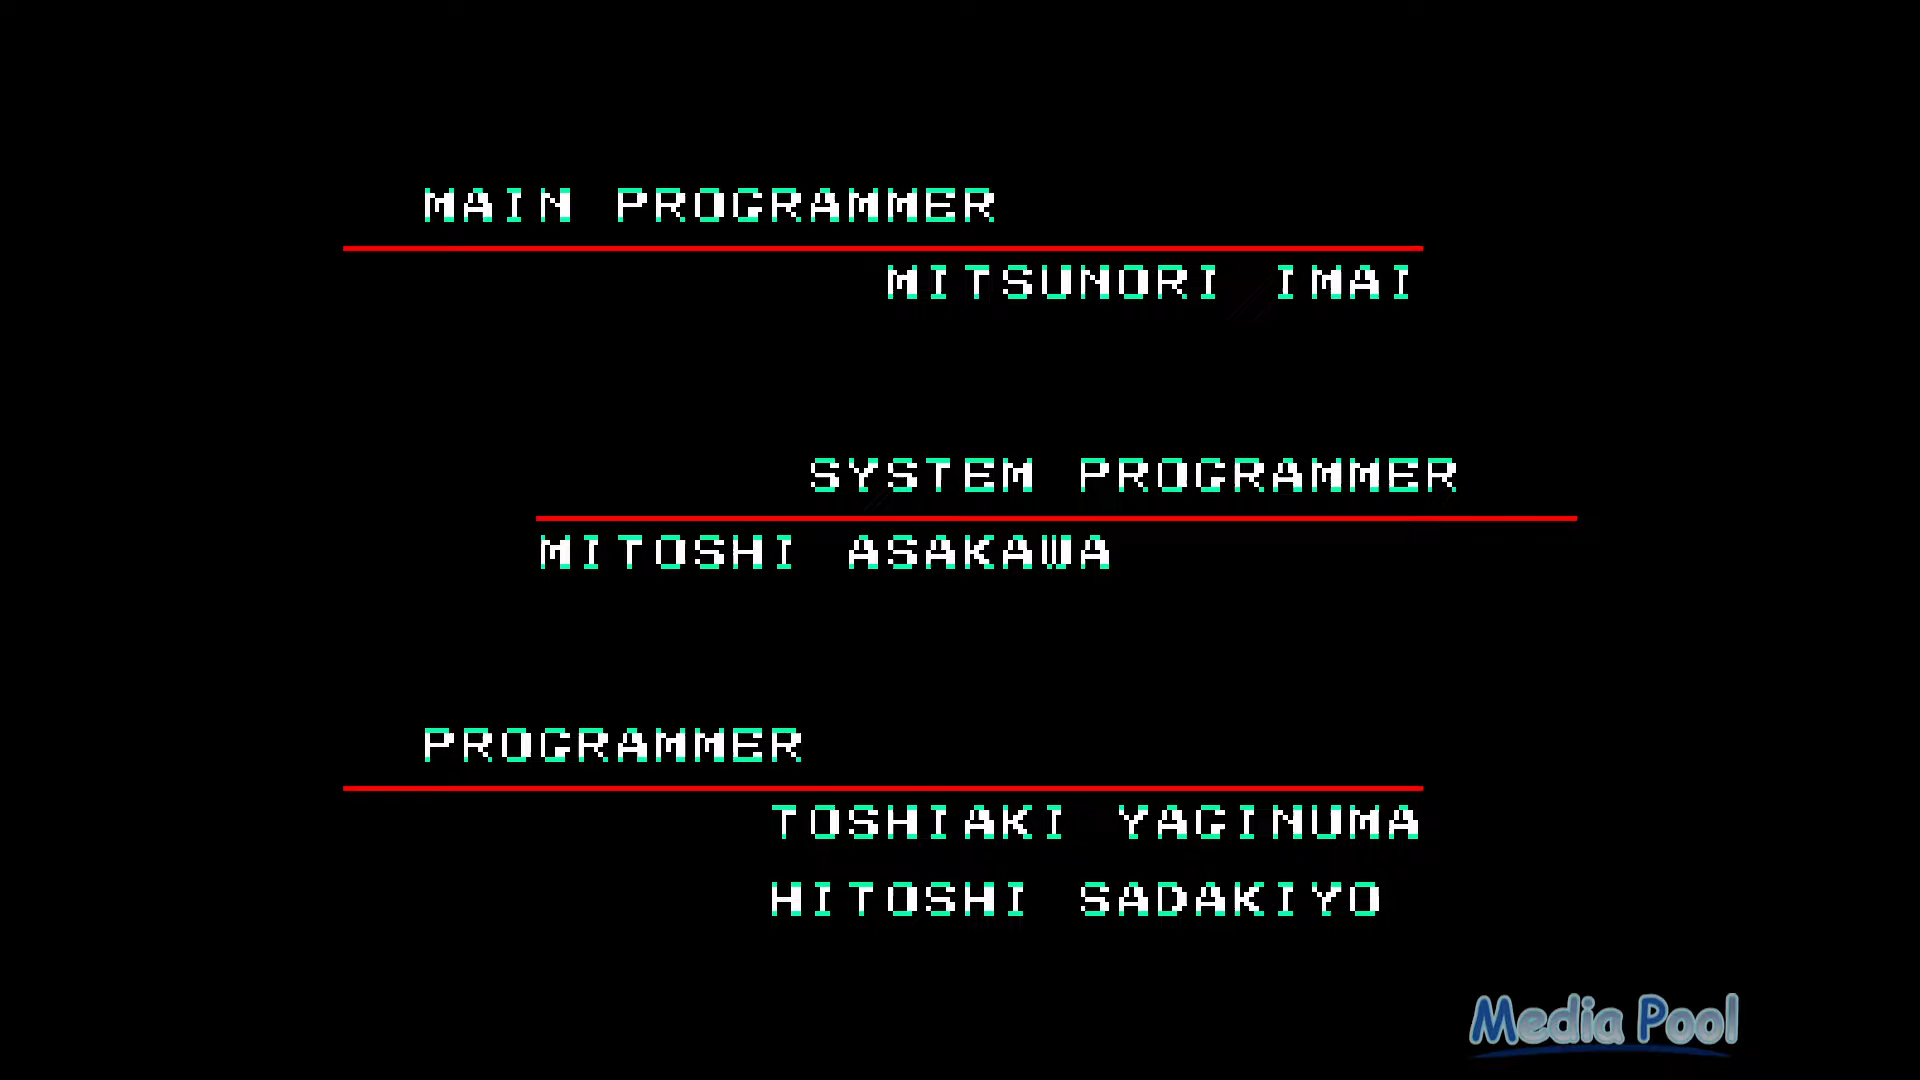 MAIN PROGRAMMER
MITSUNORI IMAI
SYSTEM PROGRAMMER
MITOSHI ASAKAWA
PROGRAMMER
TOSHIAKI YAGINUMA
HITOSHI SADAKIYO
Media Pool